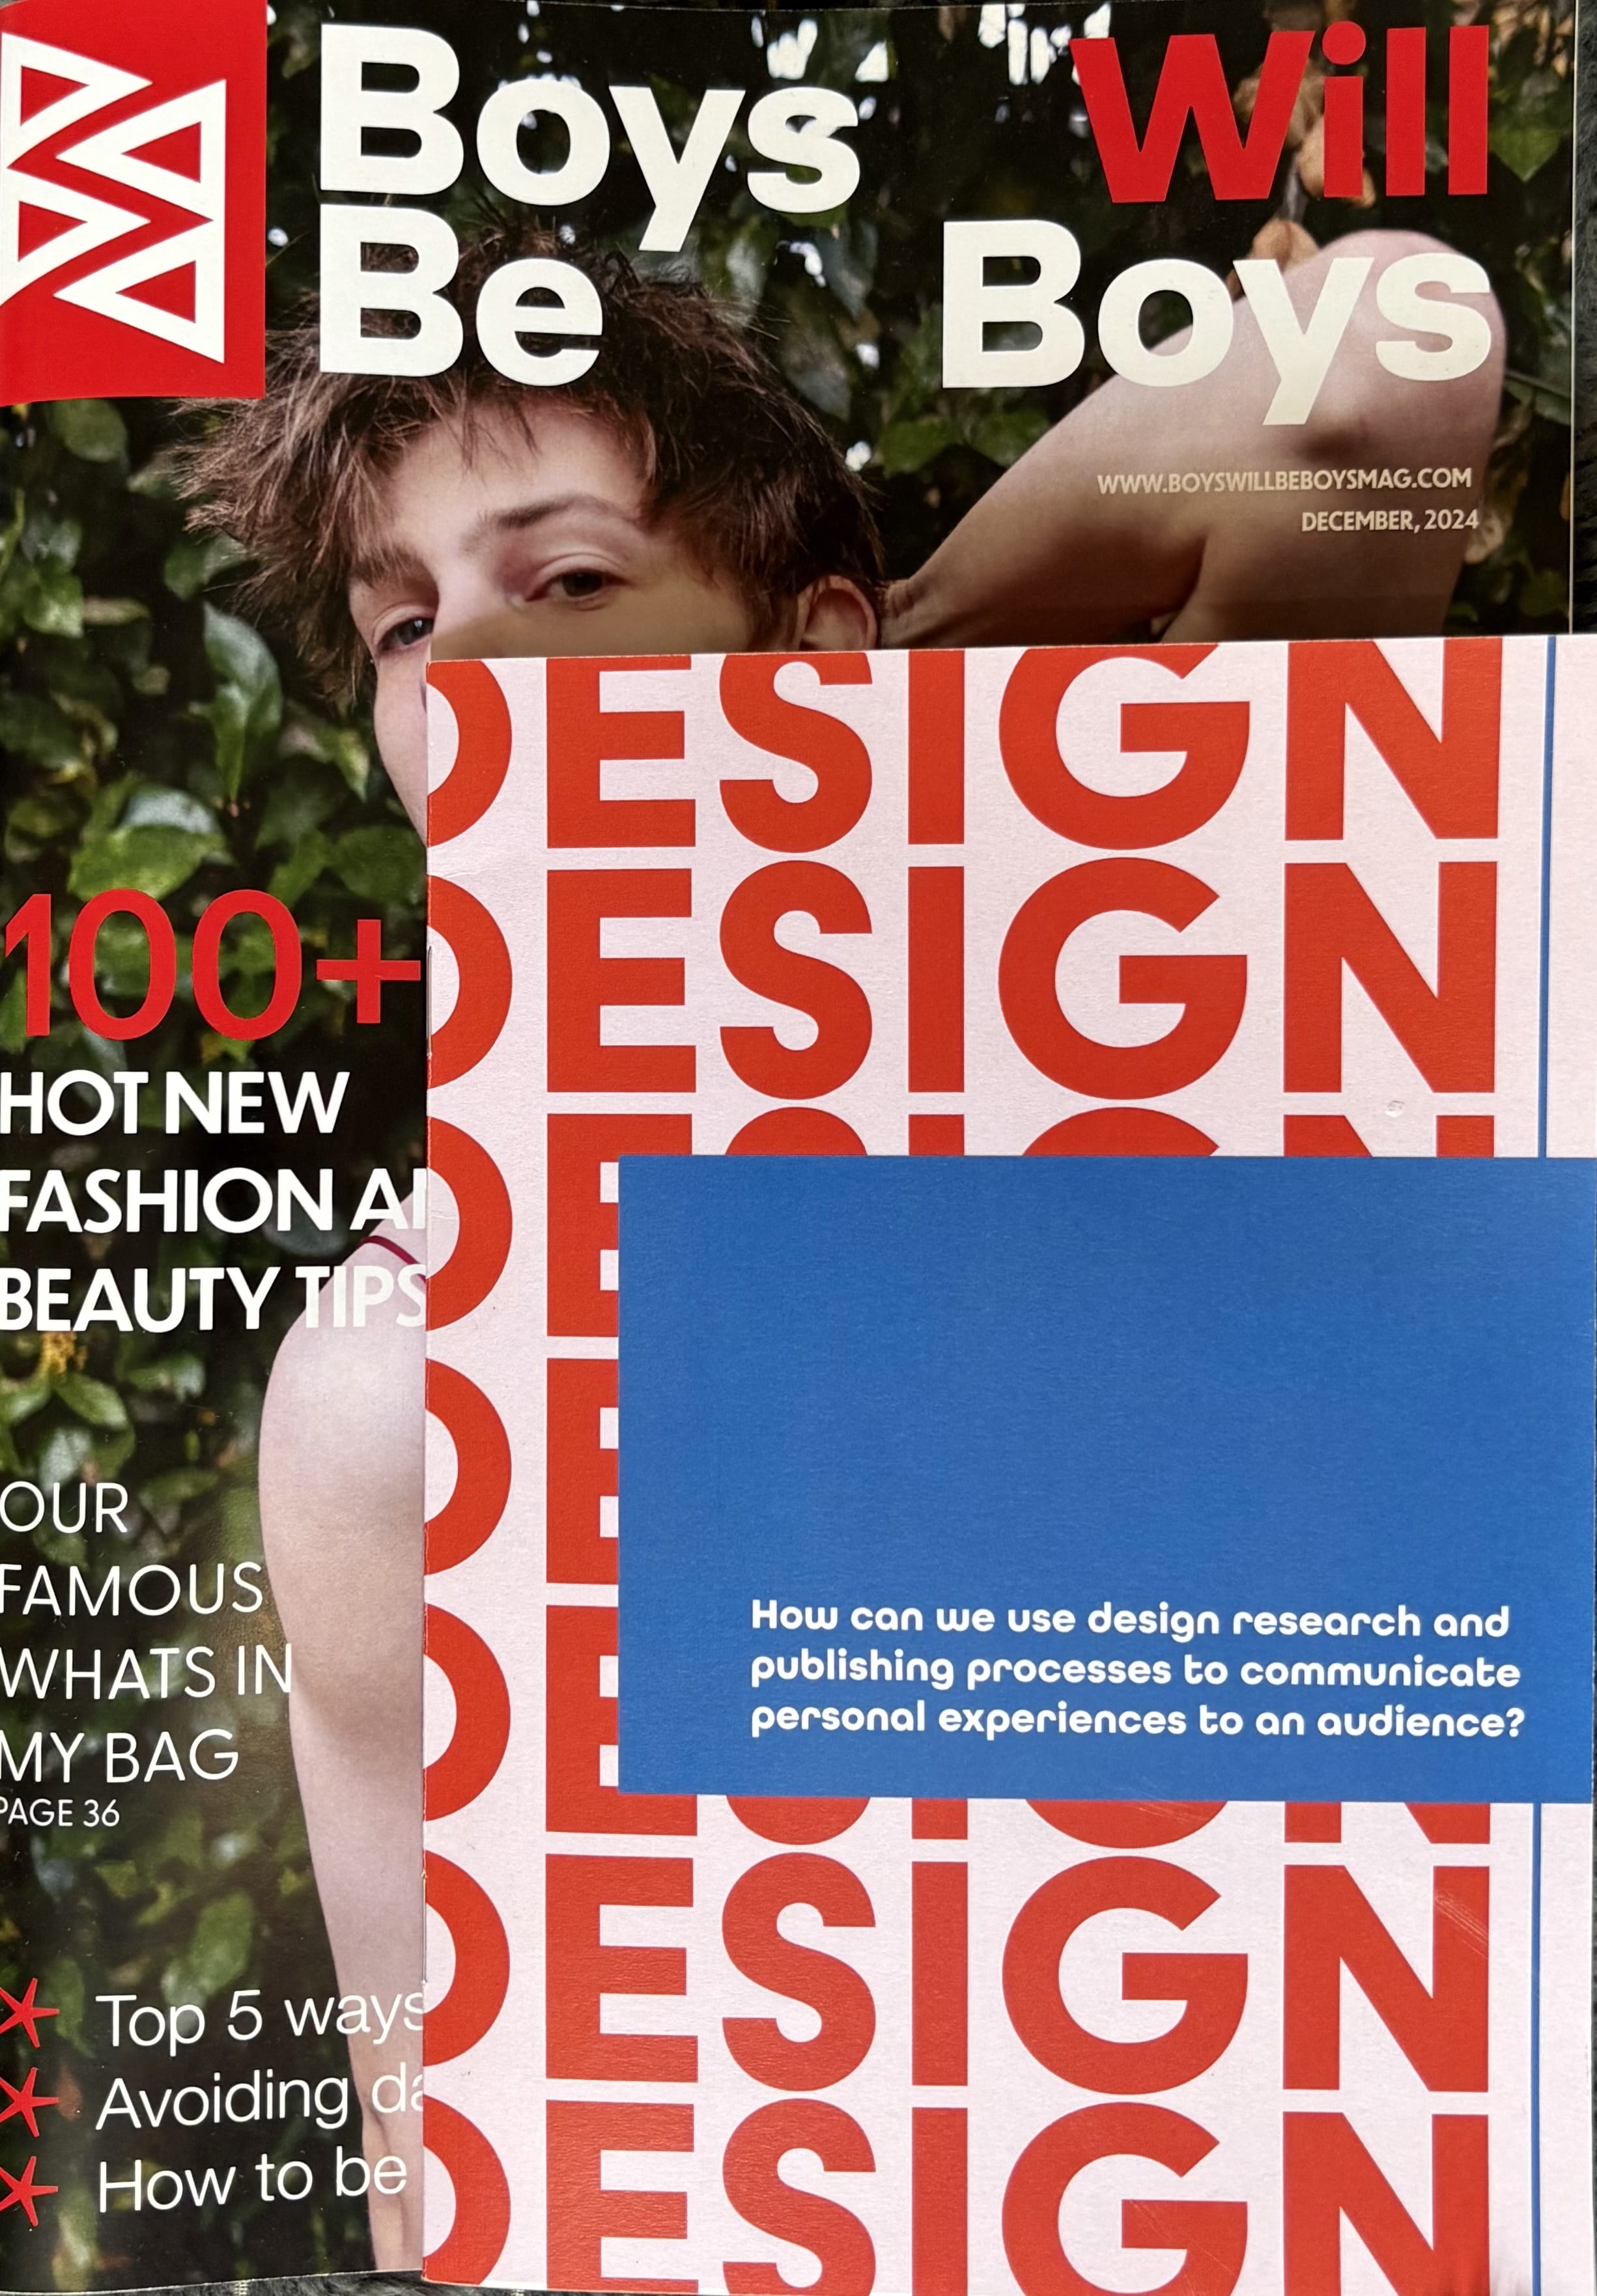 Boys Will
Be Boys
WWW.BOYSWILLBEBOYSMAG.COM
DECEMBER, 2024
100+
HOT NEW
FASHION
BEAUTY TIPS
OUR
FAMOUS
WHATS IN
MY BAG
PAGE 36
Top 5 ways
Avoiding
How to be
DESIGN
DESIGN
How can we use design research and
publishing processes to communicate
personal experiences to an audience?
DESIGN
DESIGN